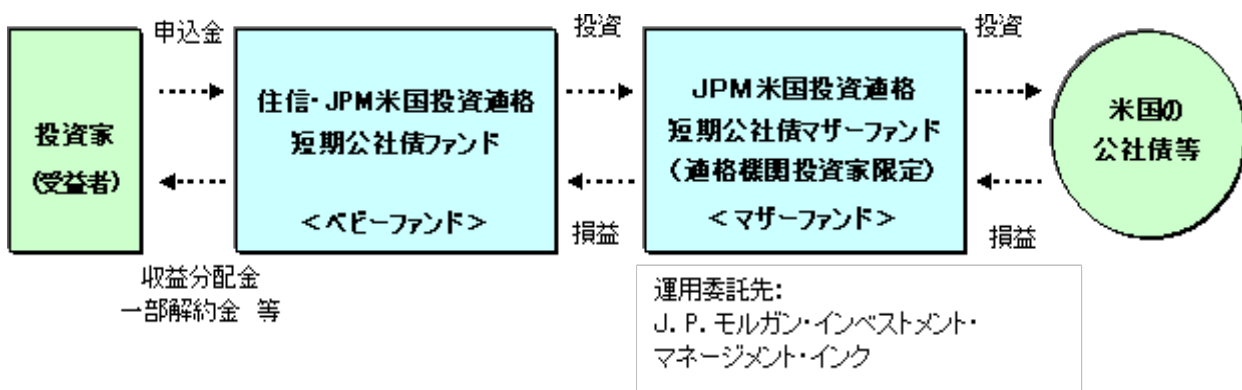 申込金
投資
投資
投資家
(受益者)
住信・JPM米国投資適格
短期公社債ファンド
＜ベビーファンド＞
JPM米国投資適格
短期公社債マザーファンド
(適格機関投資家限定)
＜マザーファンド＞
米国の
公社債等
収益分配金
一部解約金 等
損益
損益
運用委託先:
J. P. モルガン・インベストメント・
マネージメント・インク